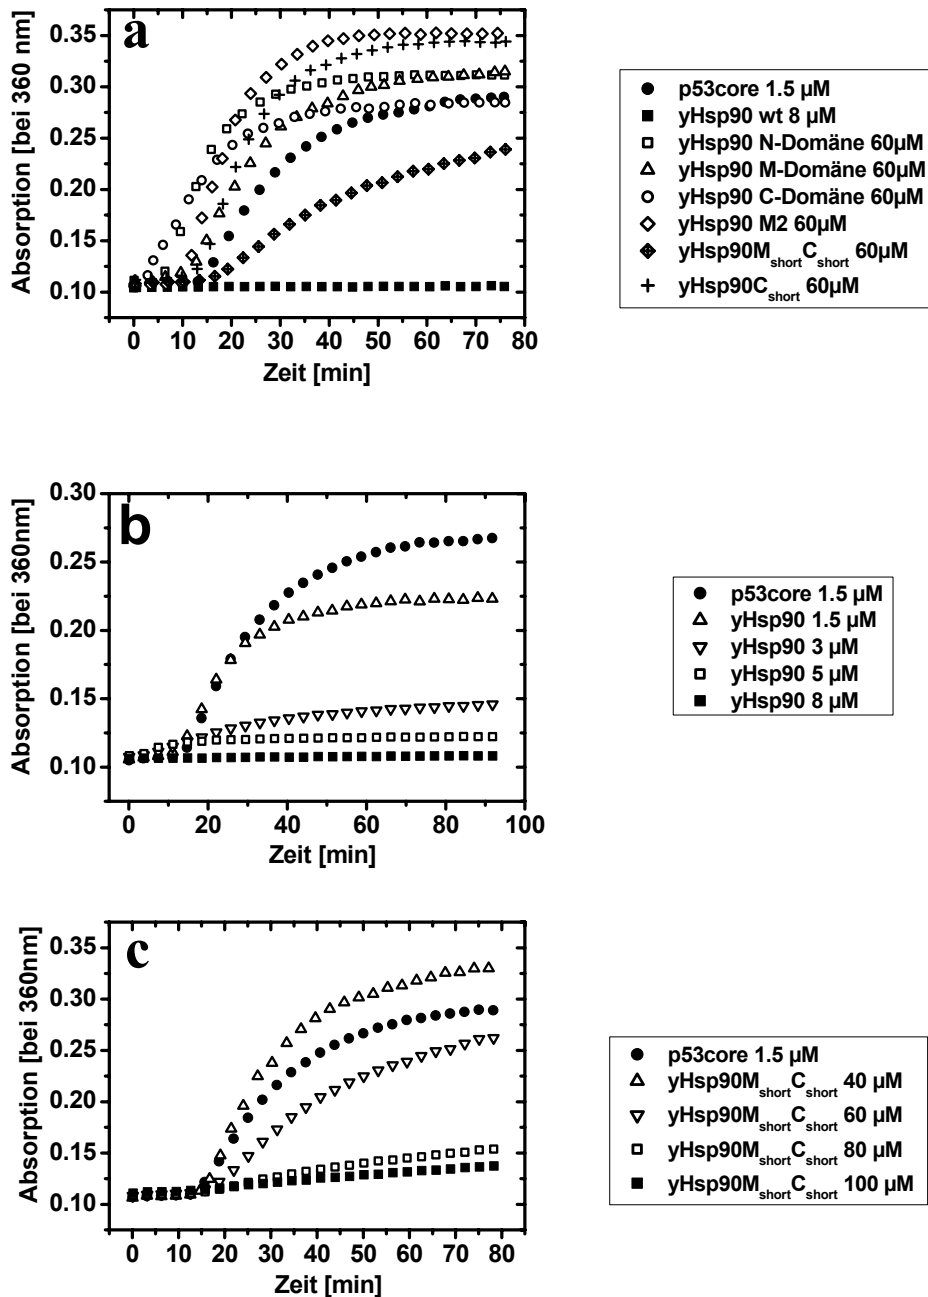 a
0.35
0.30
0.25
0.20
0.15
0.10
Absorption [bei 360 nm]
0 10 20 30 40 50 60 70 80
Zeit [min]
p53core 1.5 µM
yHsp90 wt 8 µM
yHsp90 N-Domäne 60µM
yHsp90 M-Domäne 60µM
yHsp90 C-Domäne 60µM
yHsp90 M2 60µM
yHsp90MshortCshort 60µM
yHsp90Cshort 60µM
b
0.30
0.25
0.20
0.15
0.10
Absorption [bei 360nm]
0 20 40 60 80 100
Zeit [min]
p53core 1.5 µM
yHsp90 1.5 µM
yHsp90 3 µM
yHsp90 5 µM
yHsp90 8 µM
c
0.35
0.30
0.25
0.20
0.15
0.10
Absorption [bei 360nm]
0 10 20 30 40 50 60 70 80
Zeit [min]
p53core 1.5 µM
yHsp90MshortCshort 40 µM
yHsp90MshortCshort 60 µM
yHsp90MshortCshort 80 µM
yHsp90MshortCshort 100 µM